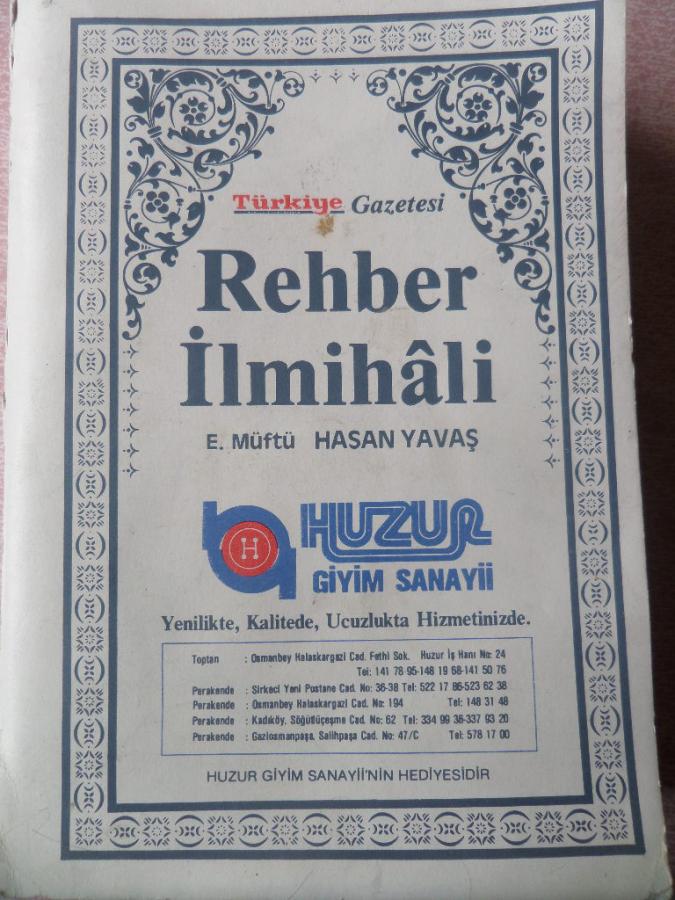 Türkiye Gazetesi
Rehber
İlmihâli
E. Müftü HASAN YAVAŞ
H HUZUR
GİYİM SANAYİİ
Yenilikte, Kalitede, Ucuzlukta Hizmetinizde.
Toptan : Osmanbey Halaskargazi Cad. Fethi Sok. Huzur İş Hanı No: 24
Tel: 141 78 95-148 19 68-141 50 76
Perakende : Sirkeci Yeni Postane Cad. No: 36-38 Tel: 522 17 86-523 62 38
Perakende : Osmanbey Halaskargazi Cad. No: 194 Tel: 148 31 48
Perakende : Kadıköy, Söğütlüçeşme Cad. No: 62 Tel: 334 99 36-337 93 20
Perakende : Gaziosmanpaşa, Salihpaşa Cad. No: 47/C Tel: 578 17 00
HUZUR GİYİM SANAYİİ'NİN HEDİYESİDİR